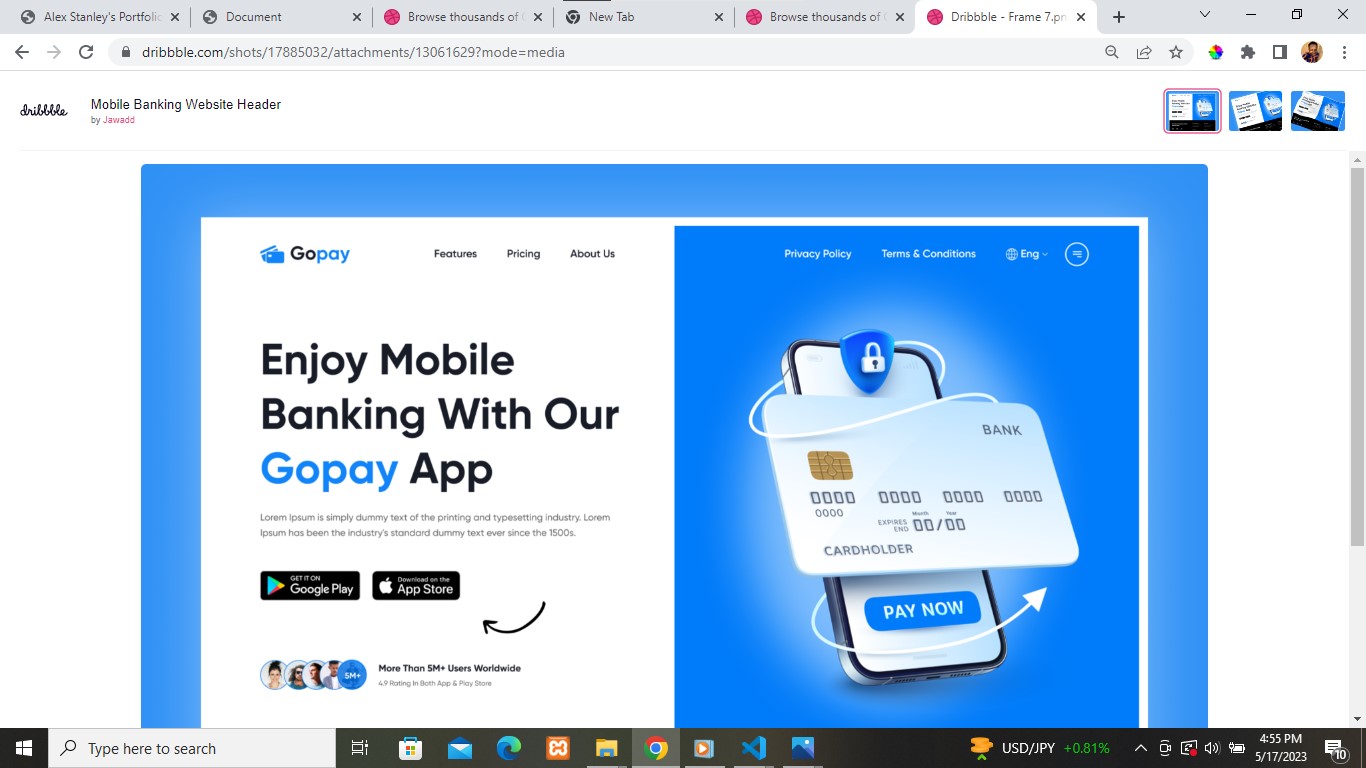 Alex Stanley's Portfolio
Document
Browse thousands of
New Tab
Browse thousands of
Dribbble - Frame 7.pn
dribbble.com/shots/17885032/attachments/13061629?mode=media
dribbble
Mobile Banking Website Header
by Jawadd
Gopay
Features
Pricing
About Us
Privacy Policy
Terms & Conditions
Eng
Enjoy Mobile
Banking With Our
Gopay App
Lorem Ipsum is simply dummy text of the printing and typesetting industry. Lorem
Ipsum has been the industry's standard dummy text ever since the 1500s.
GET IT ON
Google Play
Download on the
App Store
5M+
More Than 5M+ Users Worldwide
4.9 Rating In Both App & Play Store
BANK
0000 0000 0000 0000
0000
Month Year
EXPIRES
END 00/00
CARDHOLDER
PAY NOW
Type here to search
USD/JPY +0.81%
4:55 PM
5/17/2023
10